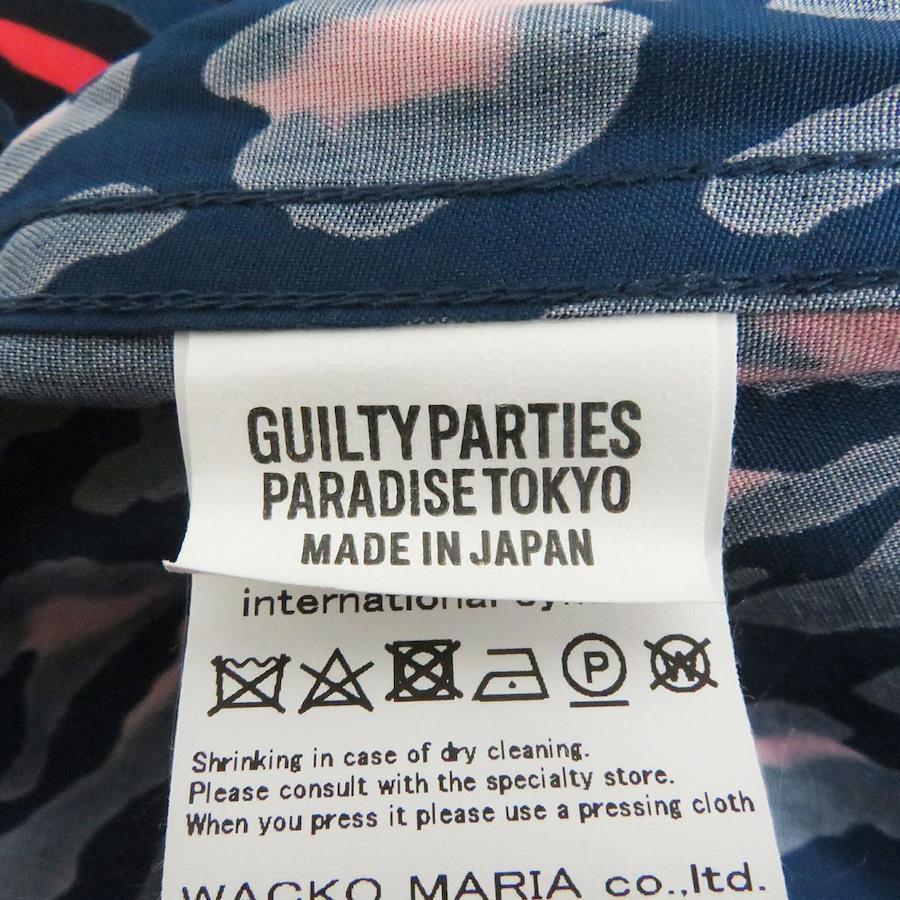 GUILTY PARTIES
PARADISE TOKYO
MADE IN JAPAN
international
P
W
Shrinking in case of dry cleaning.
Please consult with the specialty store.
When you press it please use a pressing cloth
WACKO MARIA co.,ltd.